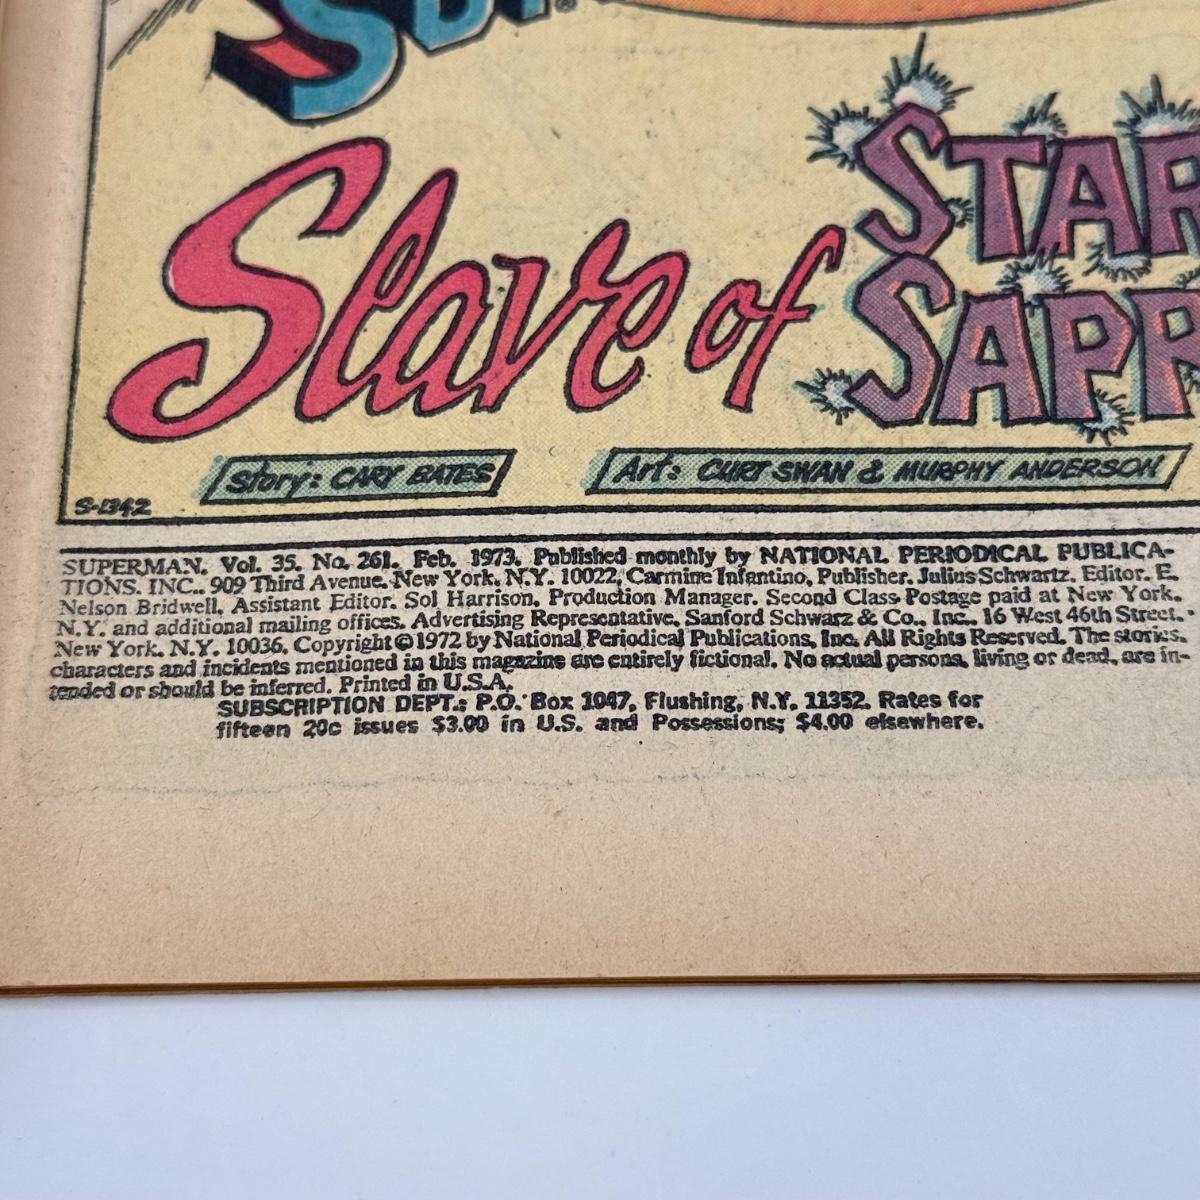 SUP
Slave of
STAR
SAPP
Story: CARY BATES
Art: CURT SWAN & MURPHY ANDERSON
S-1342
SUPERMAN, Vol. 35, No. 261, Feb. 1973. Published monthly by NATIONAL PERIODICAL PUBLICA-
TIONS, INC., 909 Third Avenue, New York, N.Y. 10022, Carmine Infantino, Publisher. Julius Schwartz, Editor. E.
Nelson Bridwell, Assistant Editor. Sol Harrison, Production Manager. Second Class Postage paid at New York,
N.Y. and additional mailing offices. Advertising Representative, Sanford Schwarz & Co., Inc., 16 West 46th Street,
New York, N.Y. 10036. Copyright © 1972 by National Periodical Publications, Inc. All Rights Reserved. The stories,
characters and incidents mentioned in this magazine are entirely fictional. No actual persons, living or dead, are in-
tended or should be inferred. Printed in U.S.A.
SUBSCRIPTION DEPT.: P.O. Box 1047, Flushing, N.Y. 11352. Rates for
fifteen 20c issues $3.00 in U.S. and Possessions; $4.00 elsewhere.